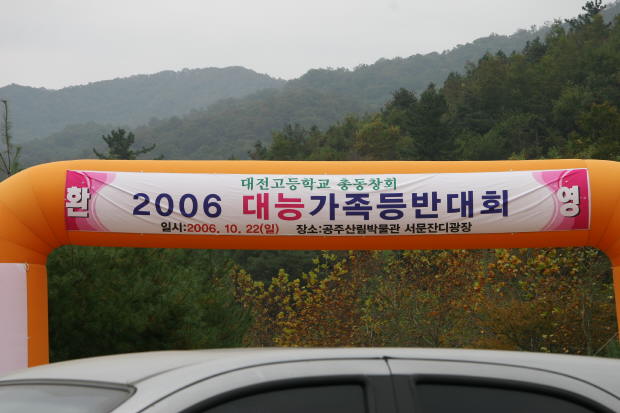 대전고등학교 총동창회
환 2006 대능가족등반대회 영
일시:2006. 10. 22(일) 장소:공주산림박물관 서문잔디광장